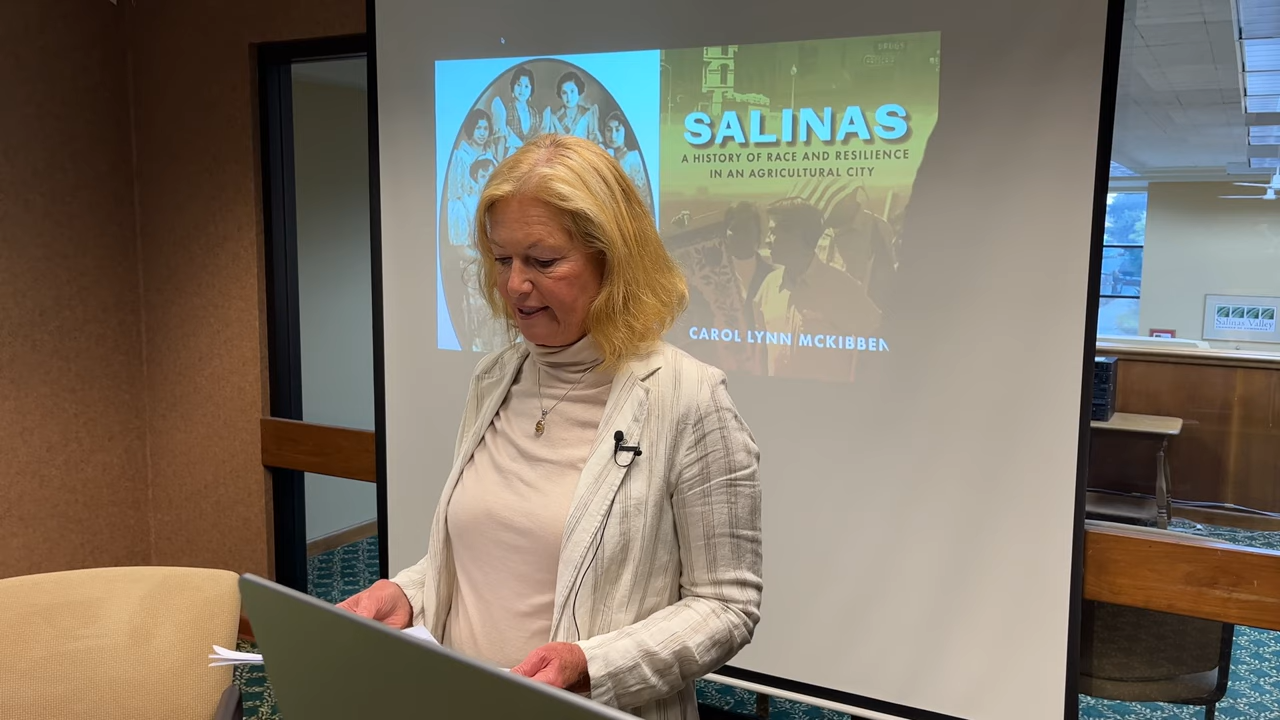 SALINAS
A HISTORY OF RACE AND RESILIENCE
IN AN AGRICULTURAL CITY
CAROL LYNN MCKIBBEN
Salinas Valley